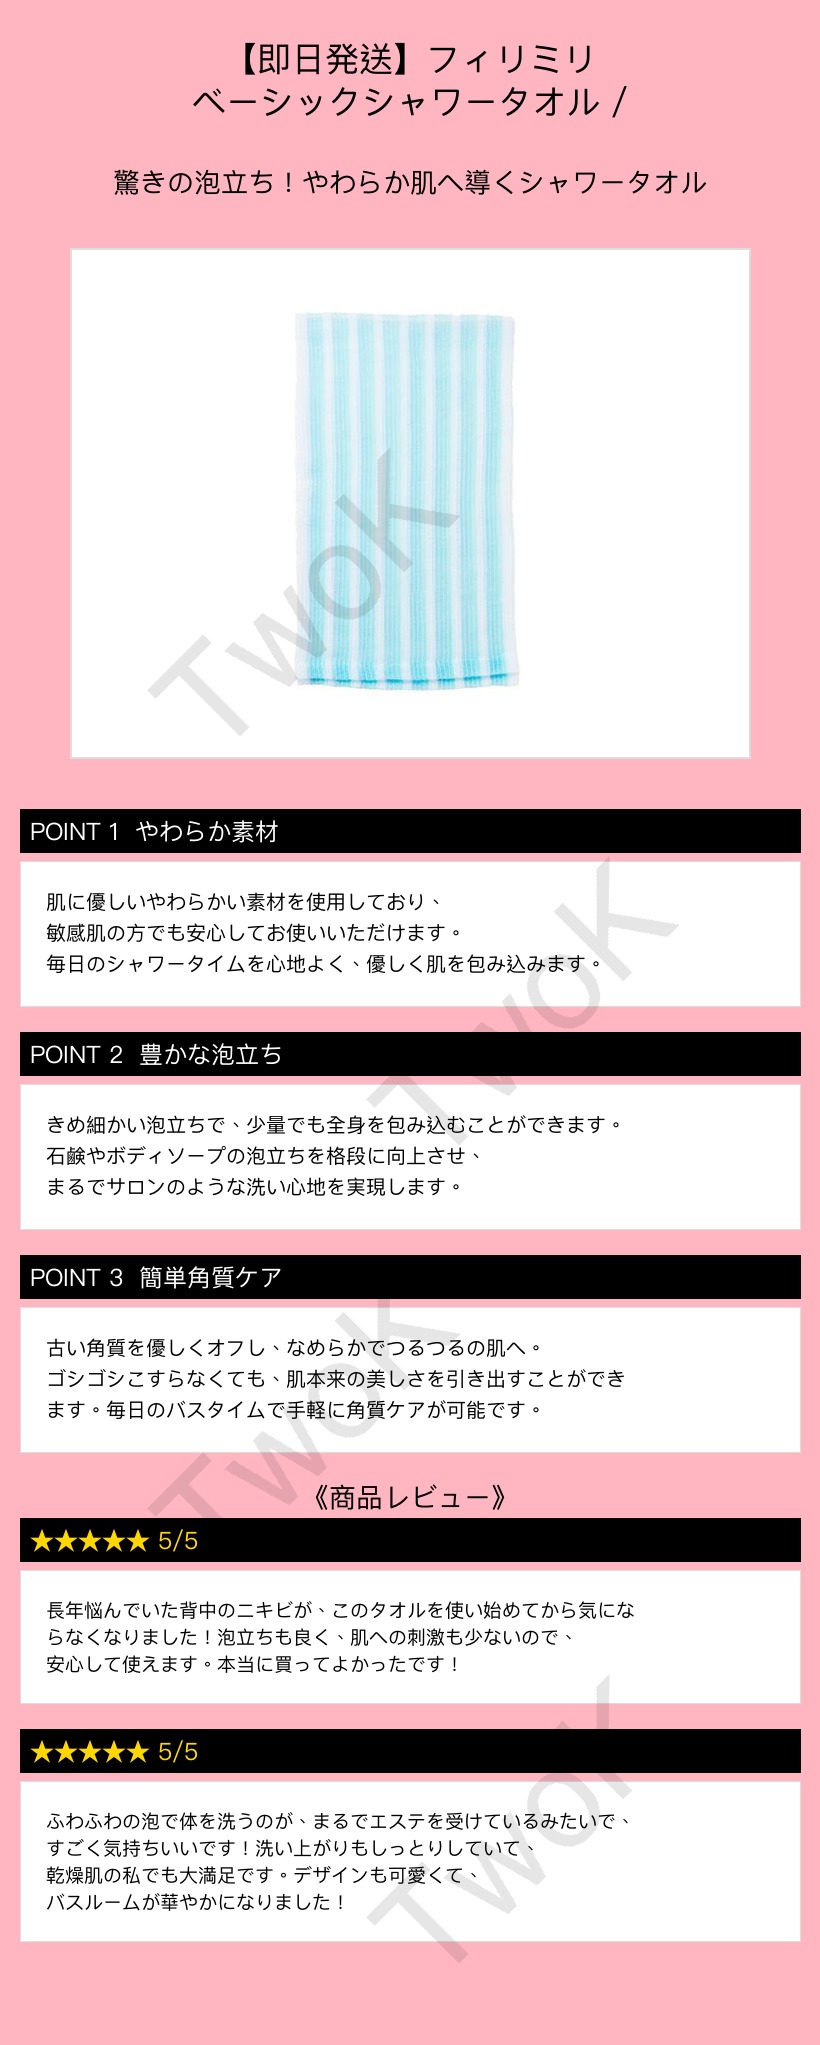 【即日発送】フィリミリ
ベーシックシャワータオル /
驚きの泡立ち！やわらか肌へ導くシャワータオル
TwoK
POINT 1 やわらか素材
肌に優しいやわらかい素材を使用しており、
敏感肌の方でも安心してお使いいただけます。
毎日のシャワータイムを心地よく、優しく肌を包み込みます。
TwoK
POINT 2 豊かな泡立ち
きめ細かい泡立ちで、少量でも全身を包み込むことができます。
石鹸やボディソープの泡立ちを格段に向上させ、
まるでサロンのような洗い心地を実現します。
POINT 3 簡単角質ケア
古い角質を優しくオフし、なめらかでつるつるの肌へ。
ゴシゴシこすらなくても、肌本来の美しさを引き出すことができ
ます。毎日のバスタイムで手軽に角質ケアが可能です。
TwoK
《商品レビュー》
★★★★★ 5/5
長年悩んでいた背中のニキビが、このタオルを使い始めてから気にな
らなくなりました！泡立ちも良く、肌への刺激も少ないので、
安心して使えます。本当に買ってよかったです！
★★★★★ 5/5
ふわふわの泡で体を洗うのが、まるでエステを受けているみたいで、
すごく気持ちいいです！洗い上がりもしっとりしていて、
乾燥肌の私でも大満足です。デザインも可愛くて、
バスルームが華やかになりました！
TwoK